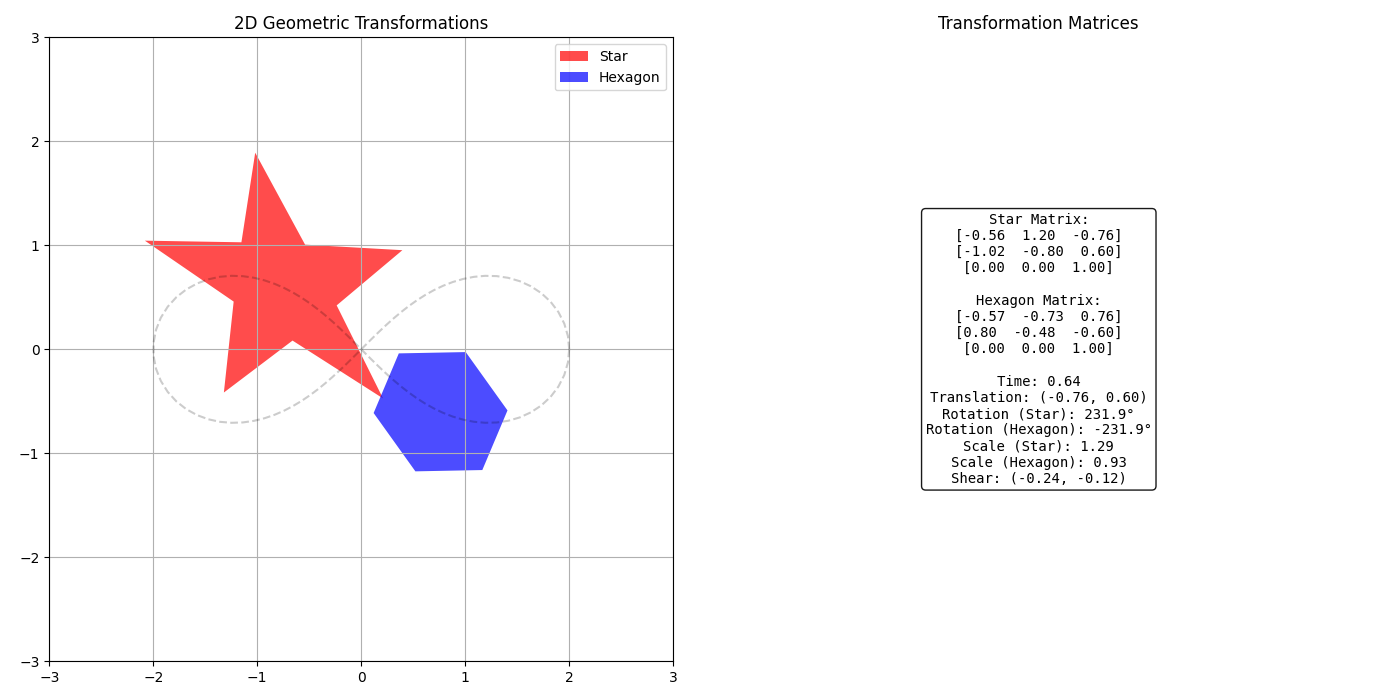 2D Geometric Transformations
3
2
1
0
−1
−2
−3
−3
−2
−1
0
1
2
3
Star
Hexagon
Transformation Matrices
Star Matrix:
[-0.56  1.20  -0.76]
[-1.02  -0.80  0.60]
[0.00  0.00  1.00]
Hexagon Matrix:
[-0.57  -0.73  0.76]
[0.80  -0.48  -0.60]
[0.00  0.00  1.00]
Time: 0.64
Translation: (-0.76, 0.60)
Rotation (Star): 231.9°
Rotation (Hexagon): -231.9°
Scale (Star): 1.29
Scale (Hexagon): 0.93
Shear: (-0.24, -0.12)